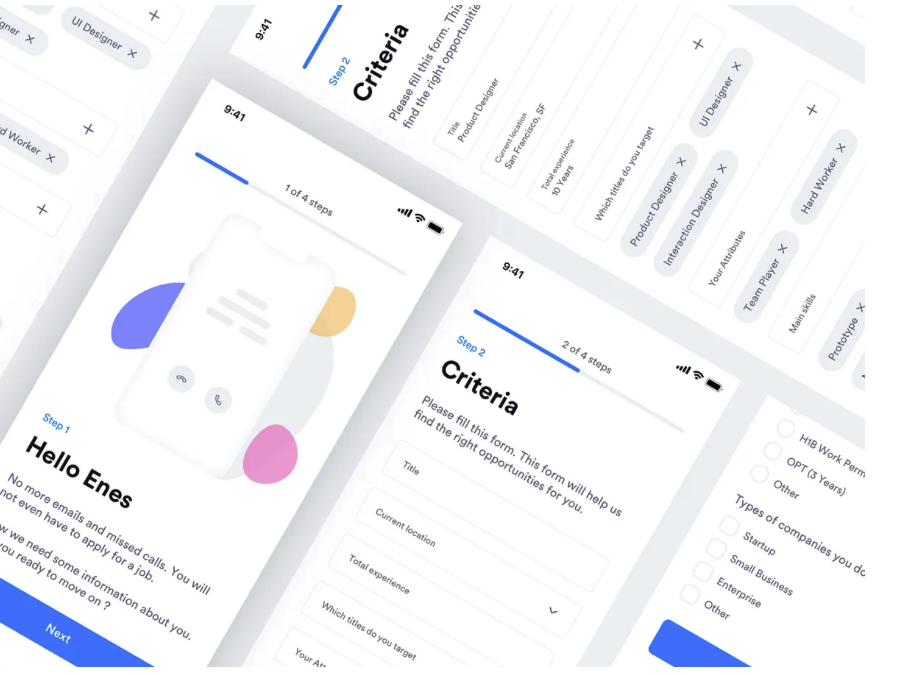 UI Designer
9:41
Step 2
Criteria
Please fill this form. This
find the right opportunitie
Title
Product Designer
Current location
San Francisco, SF
Total experience
10 Years
Which titles do you target
UI Designer
Product Designer
Interaction Designer
Your Attributes
Hard Worker
Team Player
Main skills
Prototype
9:41
1 of 4 steps
Step 1
Hello Enes
No more emails and missed calls. You will
not even have to apply for a job.
we need some information about you.
you ready to move on ?
Next
9:41
2 of 4 steps
Step 2
Criteria
Please fill this form. This form will help us
find the right opportunities for you.
Title
Current location
Total experience
Which titles do you target
Your
H1B Work Perm
OPT (3 Years)
Other
Types of companies you do
Startup
Small Business
Enterprise
Other
Worker